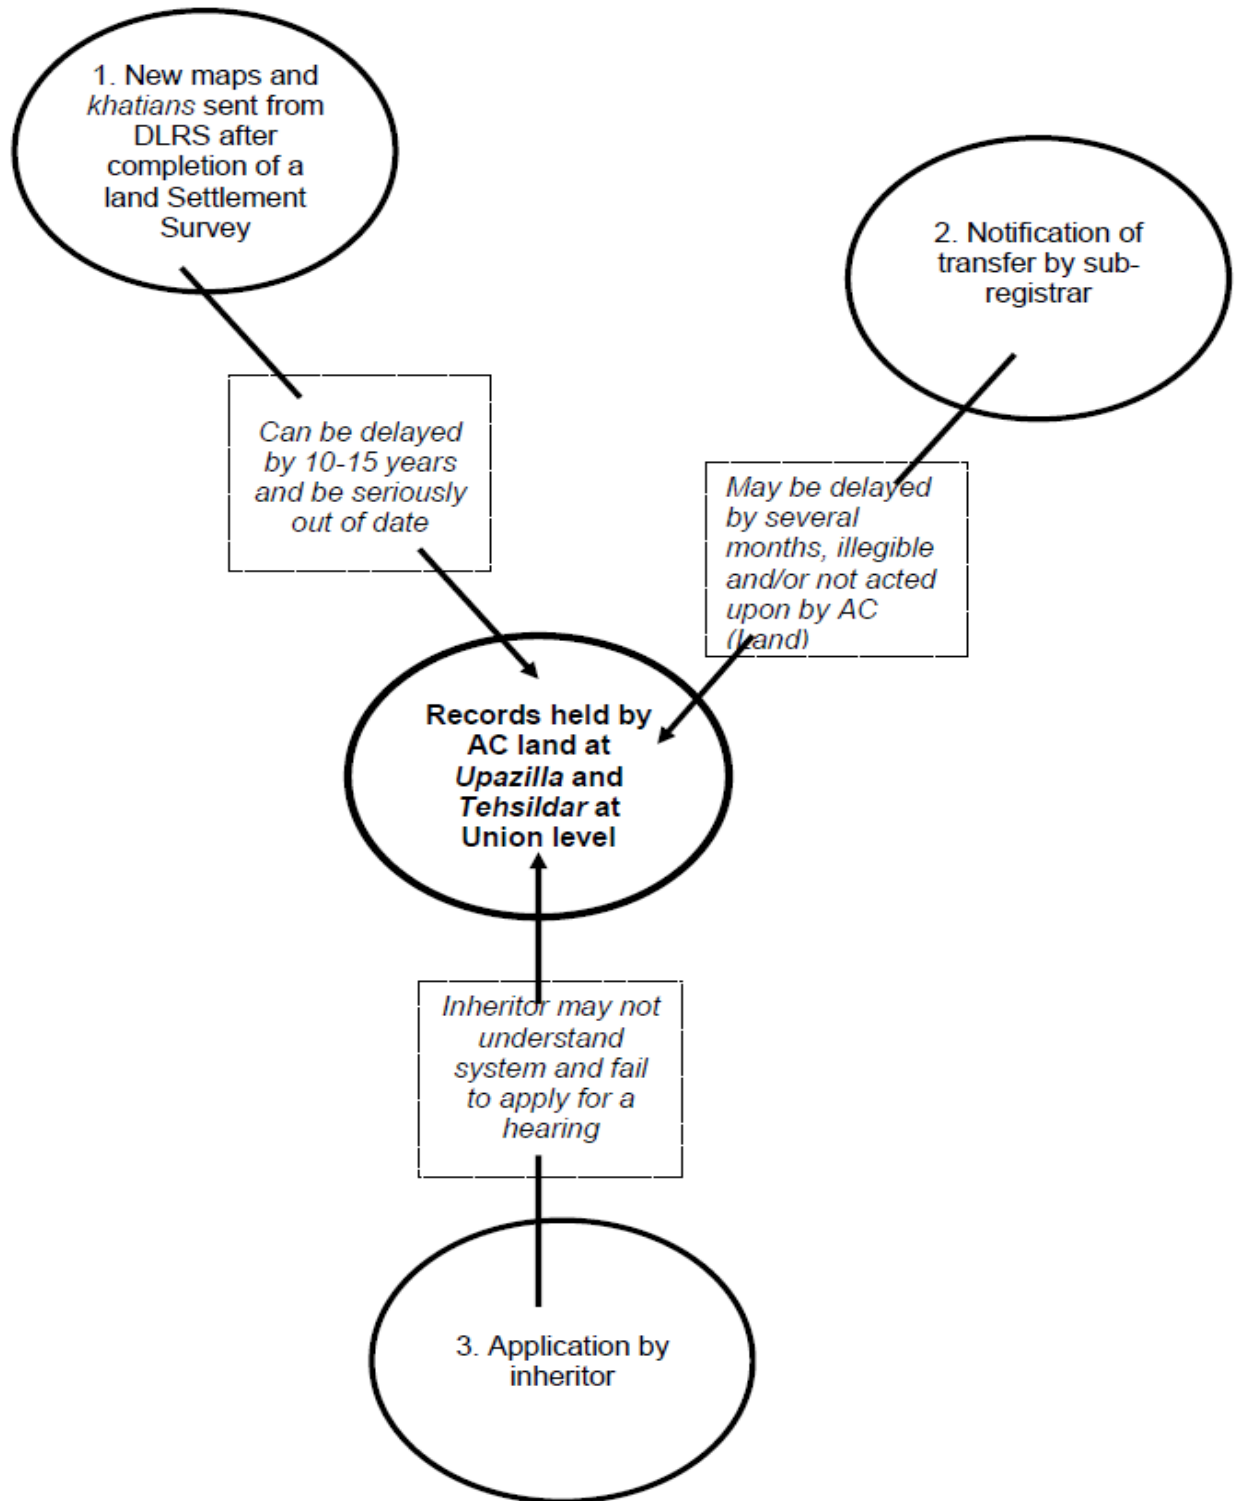 1. New maps and
khatians sent from
DLRS after
completion of a
land Settlement
Survey
2. Notification of
transfer by sub-
registrar
Can be delayed
by 10-15 years
and be seriously
out of date
May be delayed
by several
months, illegible
and/or not acted
upon by AC
(Land)
Records held by
AC land at
Upazilla and
Tehsildar at
Union level
Inheritor may not
understand
system and fail
to apply for a
hearing
3. Application by
inheritor